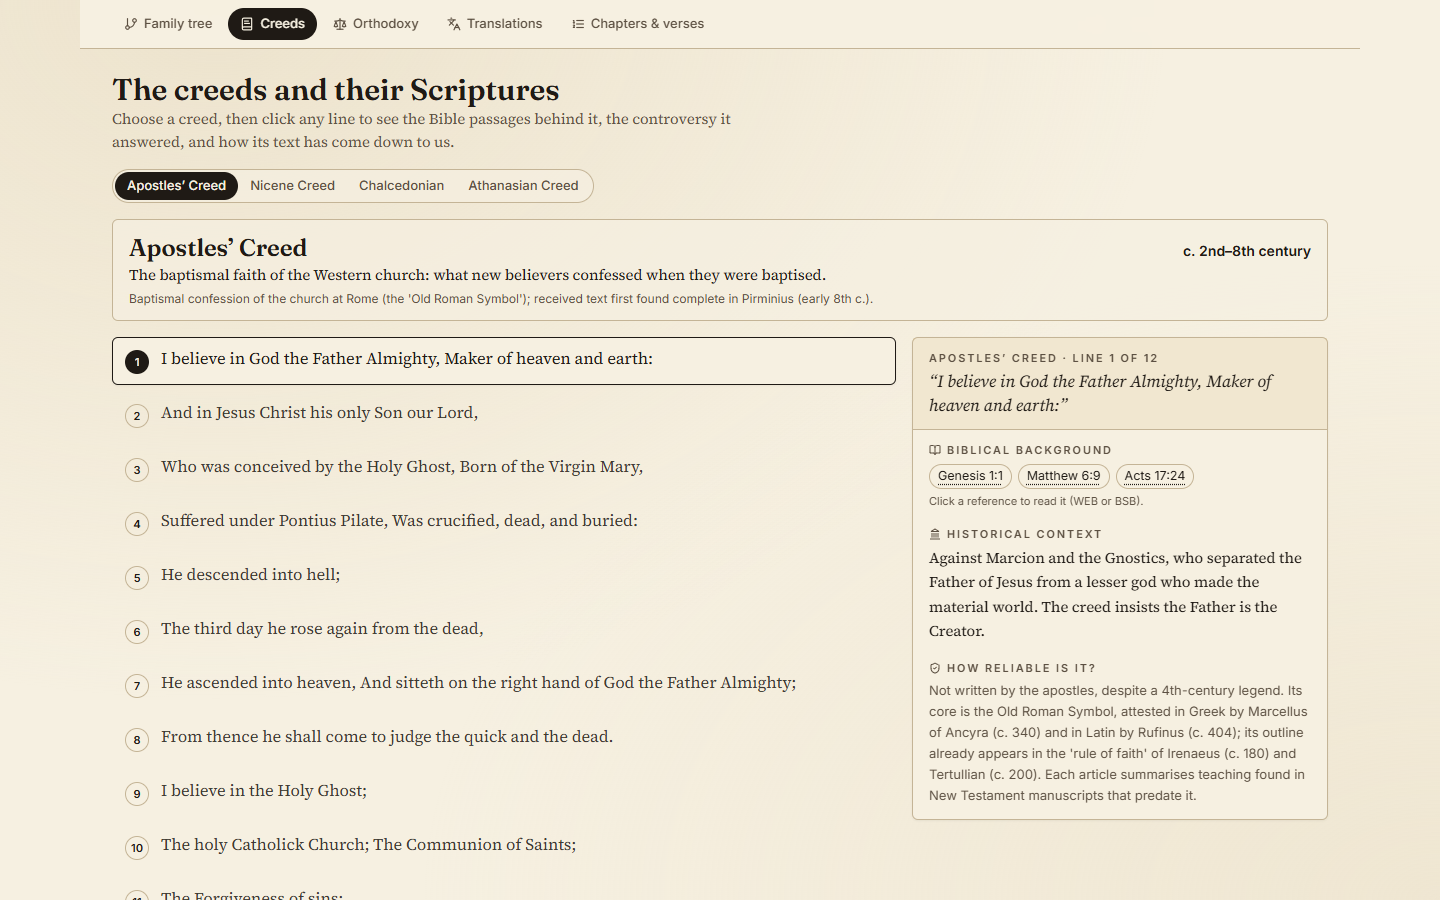 Family tree
Creeds
Orthodoxy
Translations
Chapters & verses
The creeds and their Scriptures
Choose a creed, then click any line to see the Bible passages behind it, the controversy it
answered, and how its text has come down to us.
Apostles’ Creed
Nicene Creed
Chalcedonian
Athanasian Creed
Apostles’ Creed
c. 2nd–8th century
The baptismal faith of the Western church: what new believers confessed when they were baptised.
Baptismal confession of the church at Rome (the 'Old Roman Symbol'); received text first found complete in Pirminius (early 8th c.).
1 I believe in God the Father Almighty, Maker of heaven and earth:
2 And in Jesus Christ his only Son our Lord,
3 Who was conceived by the Holy Ghost, Born of the Virgin Mary,
4 Suffered under Pontius Pilate, Was crucified, dead, and buried:
5 He descended into hell;
6 The third day he rose again from the dead,
7 He ascended into heaven, And sitteth on the right hand of God the Father Almighty;
8 From thence he shall come to judge the quick and the dead.
9 I believe in the Holy Ghost;
10 The holy Catholick Church; The Communion of Saints;
11 The Forgiveness of sins;
APOSTLES’ CREED · LINE 1 OF 12
“I believe in God the Father Almighty, Maker of
heaven and earth:”
BIBLICAL BACKGROUND
Genesis 1:1
Matthew 6:9
Acts 17:24
Click a reference to read it (WEB or BSB).
HISTORICAL CONTEXT
Against Marcion and the Gnostics, who separated the
Father of Jesus from a lesser god who made the
material world. The creed insists the Father is the
Creator.
HOW RELIABLE IS IT?
Not written by the apostles, despite a 4th-century legend. Its
core is the Old Roman Symbol, attested in Greek by Marcellus
of Ancyra (c. 340) and in Latin by Rufinus (c. 404); its outline
already appears in the 'rule of faith' of Irenaeus (c. 180) and
Tertullian (c. 200). Each article summarises teaching found in
New Testament manuscripts that predate it.